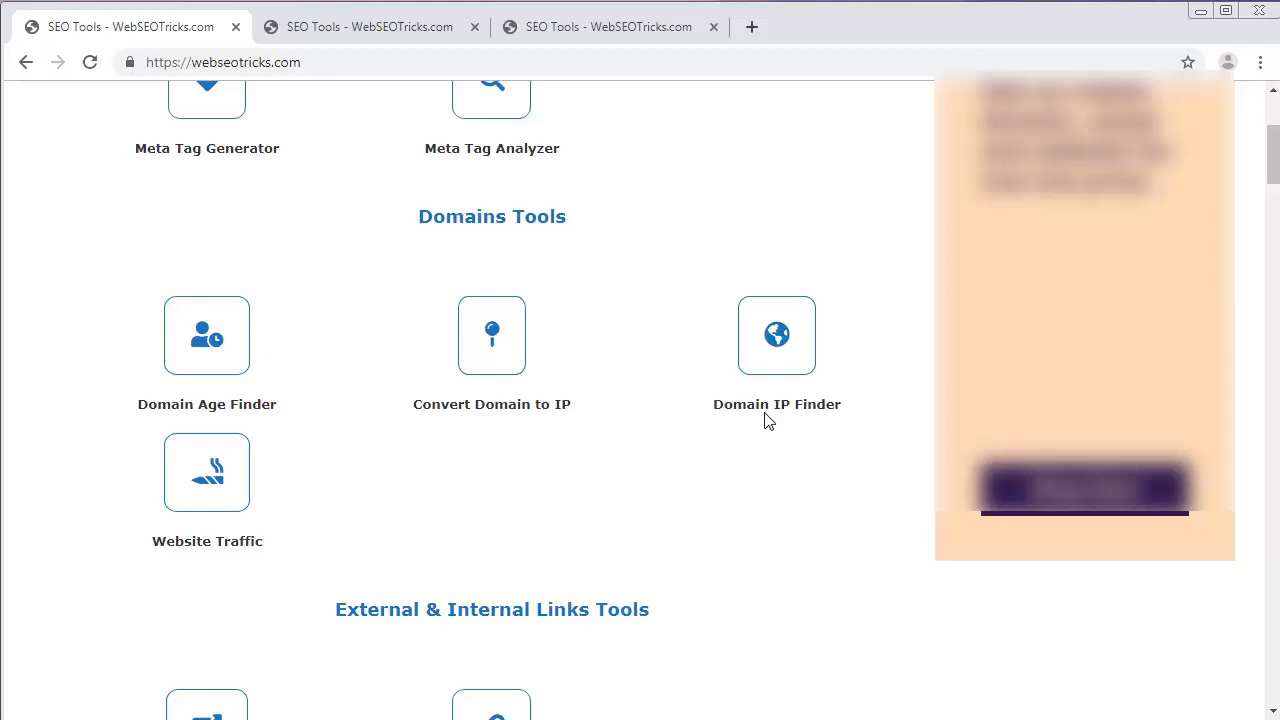 SEO Tools - WebSEOTricks.com
SEO Tools - WebSEOTricks.com
SEO Tools - WebSEOTricks.com
https://webseotricks.com
Meta Tag Generator
Meta Tag Analyzer
Domains Tools
Domain Age Finder
Convert Domain to IP
Domain IP Finder
Website Traffic
External & Internal Links Tools